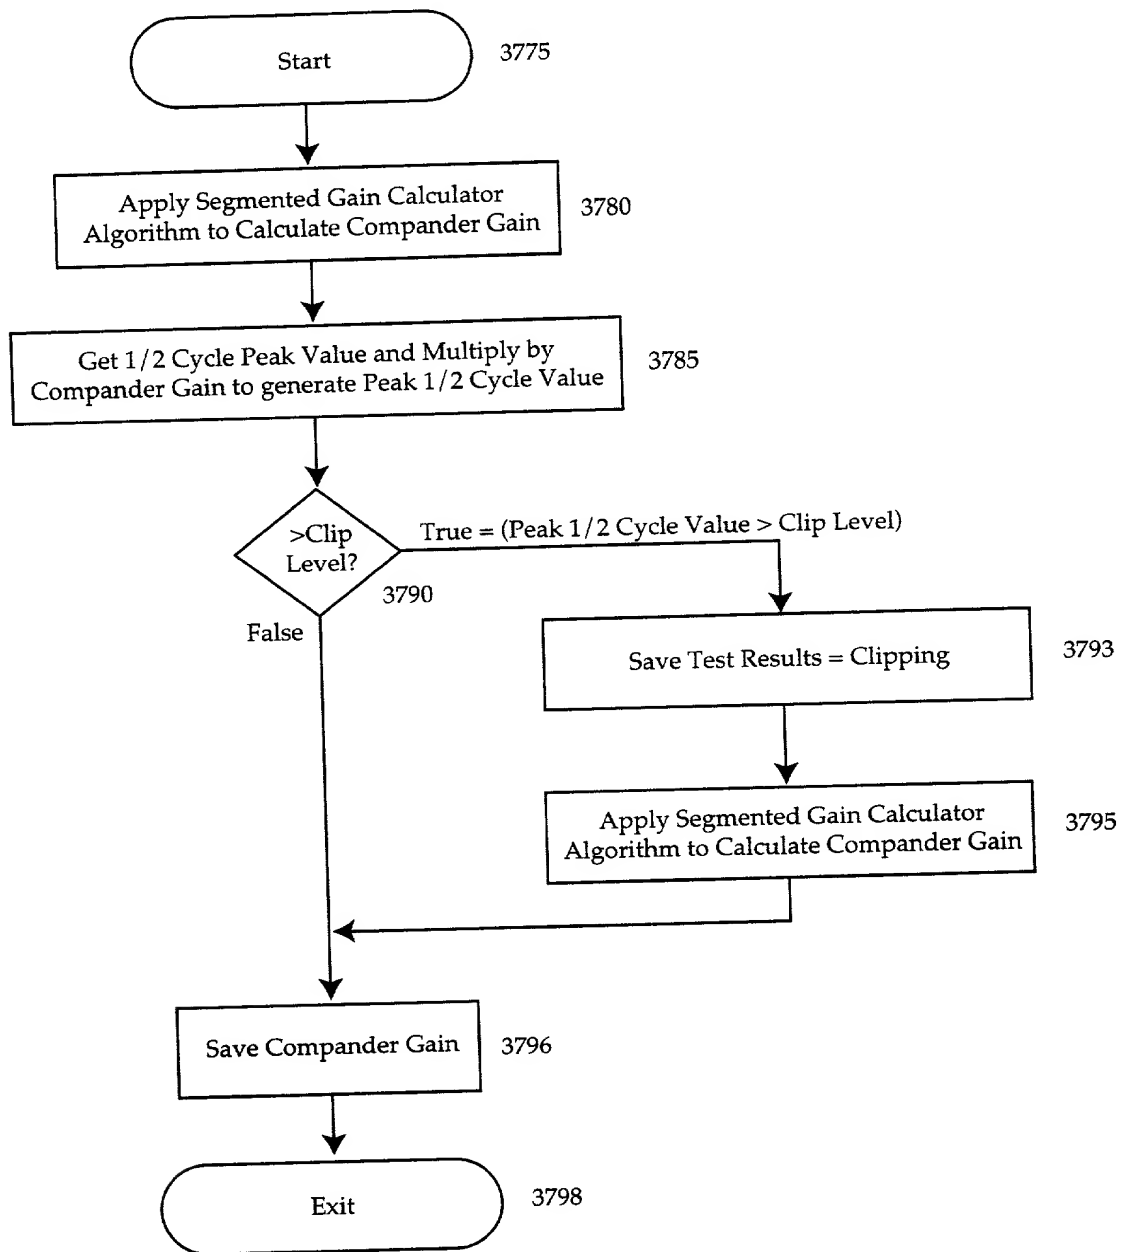 Start
3775
Apply Segmented Gain Calculator
Algorithm to Calculate Compander Gain
3780
Get 1/2 Cycle Peak Value and Multiply by
Compander Gain to generate Peak 1/2 Cycle Value
3785
>Clip
Level?
3790
True = (Peak 1/2 Cycle Value > Clip Level)
False
Save Test Results = Clipping
3793
Apply Segmented Gain Calculator
Algorithm to Calculate Compander Gain
3795
Save Compander Gain
3796
Exit
3798